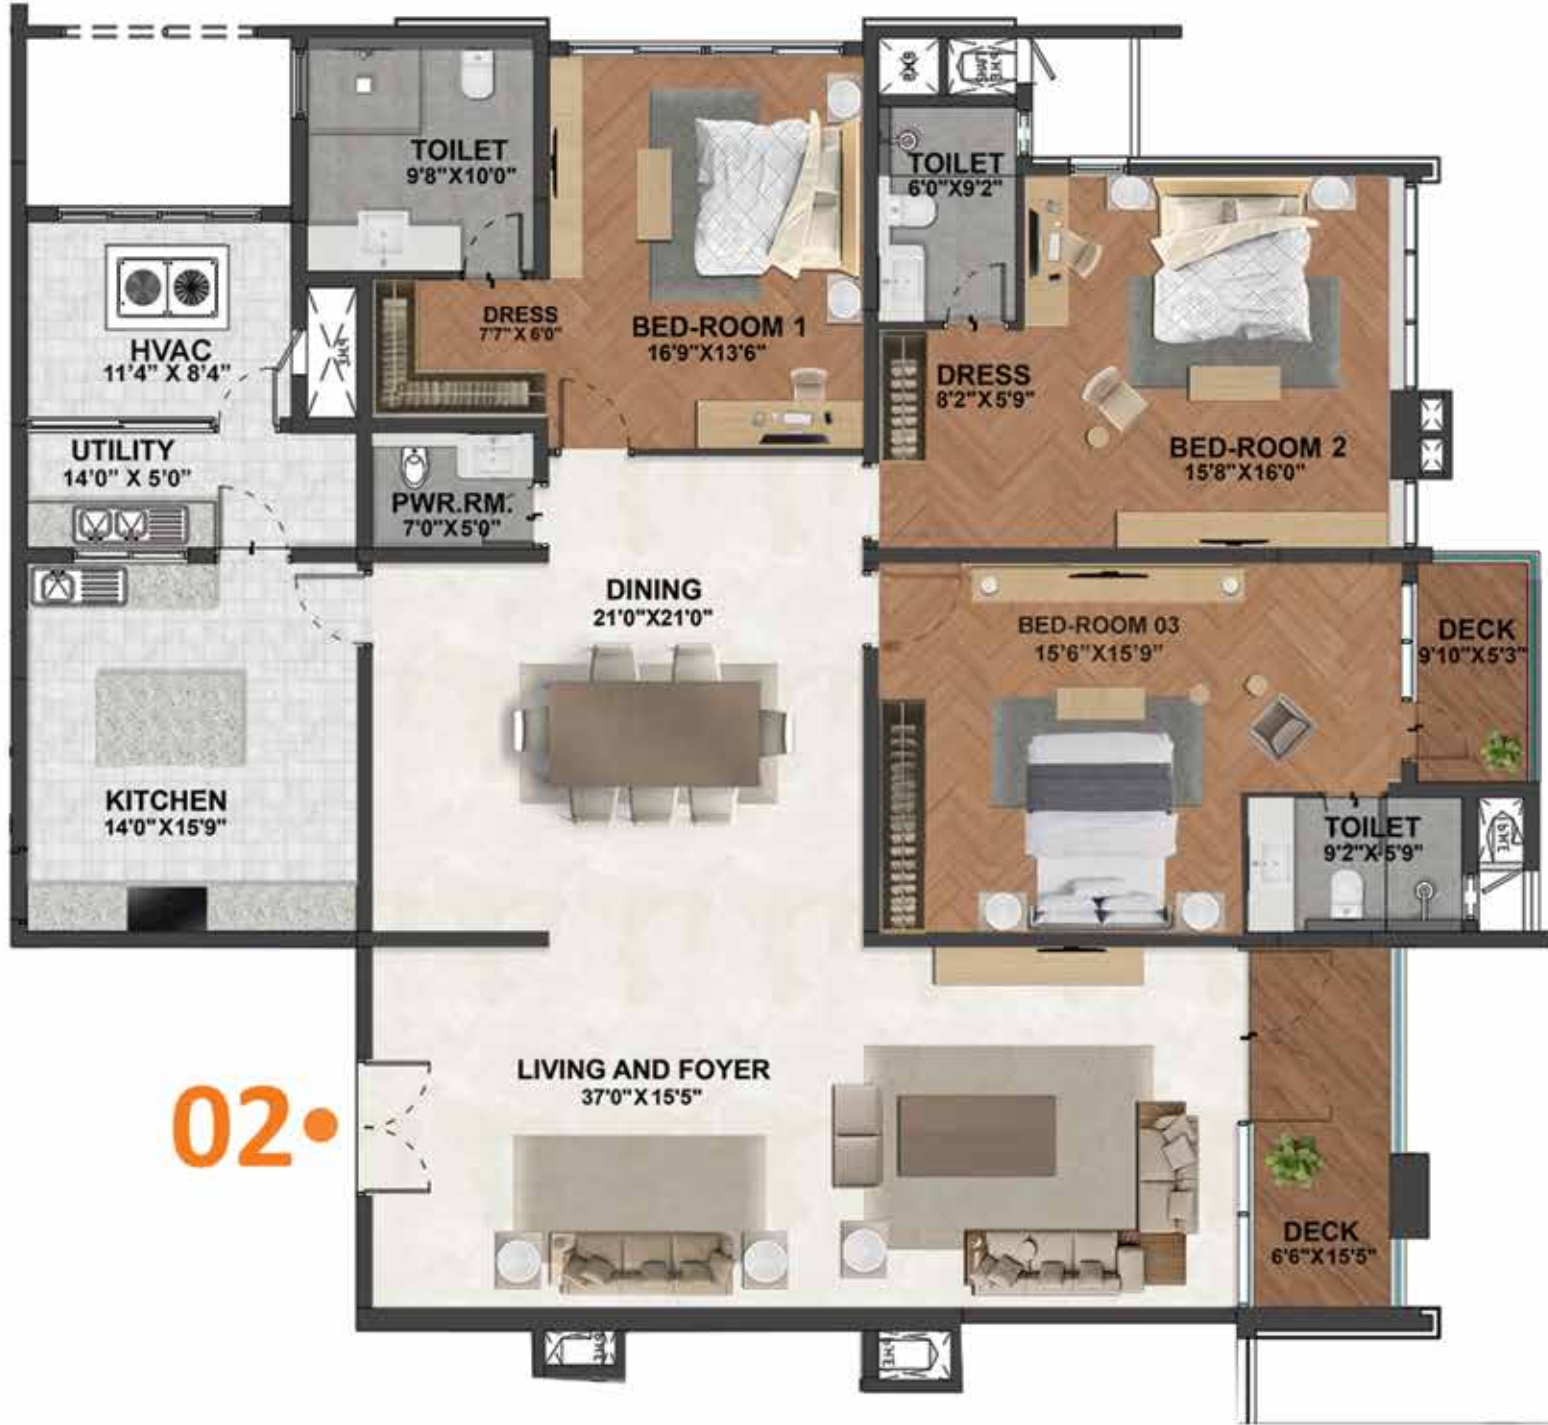 TOILET
9'8"X10'0"
P.H.E
SHAFT
TOILET
6'0"X9'2"
HVAC
11'4" X 8'4"
P.H.E
DRESS
7'7"X 6'0"
BED-ROOM 1
16'9"X13'6"
DRESS
8'2"X5'9"
BED-ROOM 2
15'8"X16'0"
UTILITY
14'0" X 5'0"
PWR.RM.
7'0"X5'0"
DINING
21'0"X21'0"
BED-ROOM 03
15'6"X15'9"
DECK
9'10"X5'3"
KITCHEN
14'0"X15'9"
TOILET
9'2"X5'9"
P.H.E
LIVING AND FOYER
37'0"X15'5"
02
DECK
6'6"X15'5"
P.H.E
P.H.E